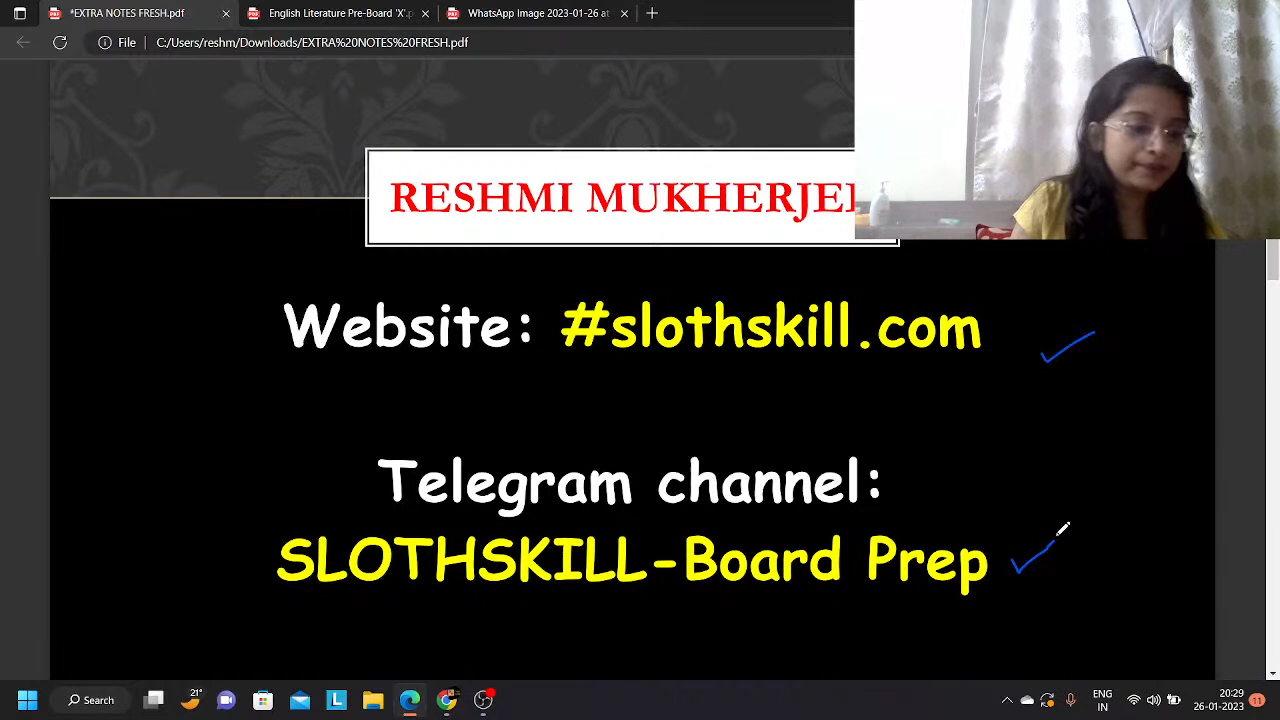 *EXTRA NOTES FRESH.pdf
English Literature Pre-Board 'X'.p
WhatsApp Image 2023-01-26 at
File
C:/Users/reshm/Downloads/EXTRA%20NOTES%20FRESH.pdf
RESHMI MUKHERJEE
Website: #slothskill.com
Telegram channel:
SLOTHSKILL-Board Prep
21°
Search
ENG
IN
20:29
26-01-2023
11